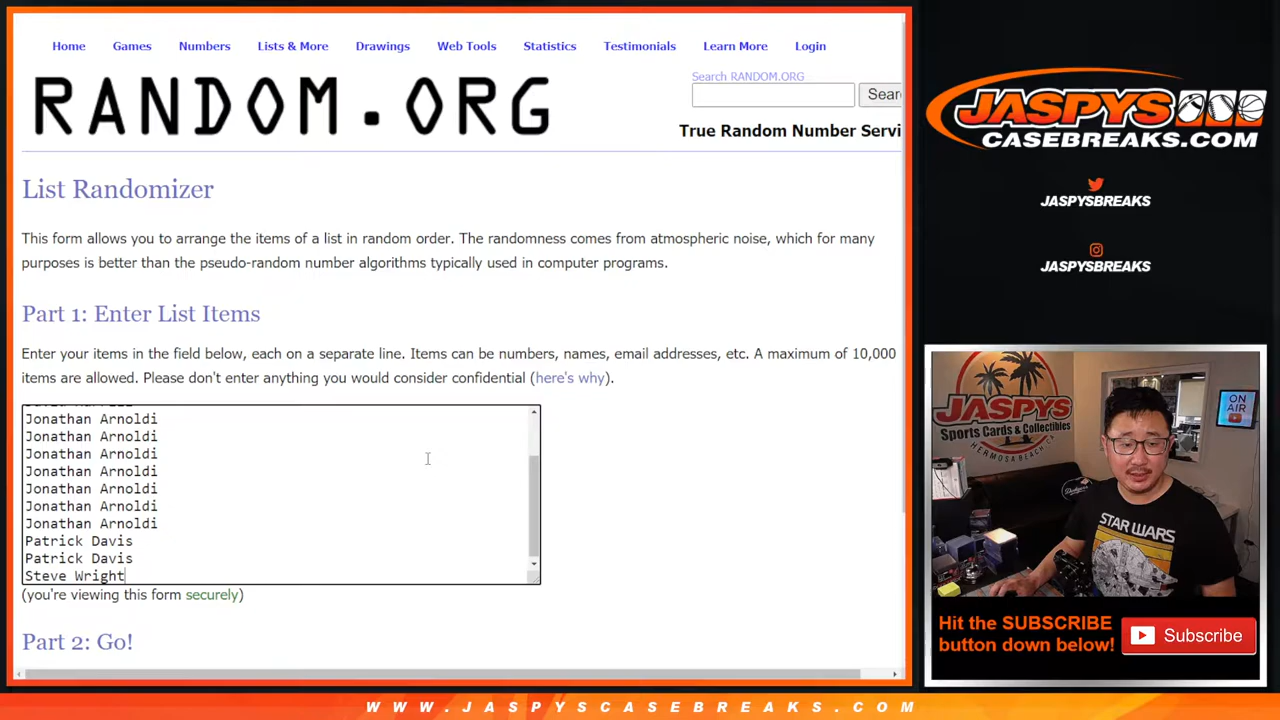 Home Games Numbers Lists & More Drawings Web Tools Statistics Testimonials Learn More Login
RANDOM.ORG
Search RANDOM.ORG
Sear
True Random Number Servi
List Randomizer
This form allows you to arrange the items of a list in random order. The randomness comes from atmospheric noise, which for many
purposes is better than the pseudo-random number algorithms typically used in computer programs.
Part 1: Enter List Items
Enter your items in the field below, each on a separate line. Items can be numbers, names, email addresses, etc. A maximum of 10,000
items are allowed. Please don't enter anything you would consider confidential (here's why).
Jonathan Arnoldi
Jonathan Arnoldi
Jonathan Arnoldi
Jonathan Arnoldi
Jonathan Arnoldi
Jonathan Arnoldi
Jonathan Arnoldi
Patrick Davis
Patrick Davis
Steve Wright
(you're viewing this form securely)
Part 2: Go!
JASPYS
CASEBREAKS.COM
JASPYSBREAKS
JASPYSBREAKS
JASPYS
Sports Cards & Collectibles
HERMOSA BEACH, CA
ON AIR
Dodgers
STAR WARS
Hit the SUBSCRIBE
button down below!
Subscribe
WWW.JASPYSCASEBREAKS.COM